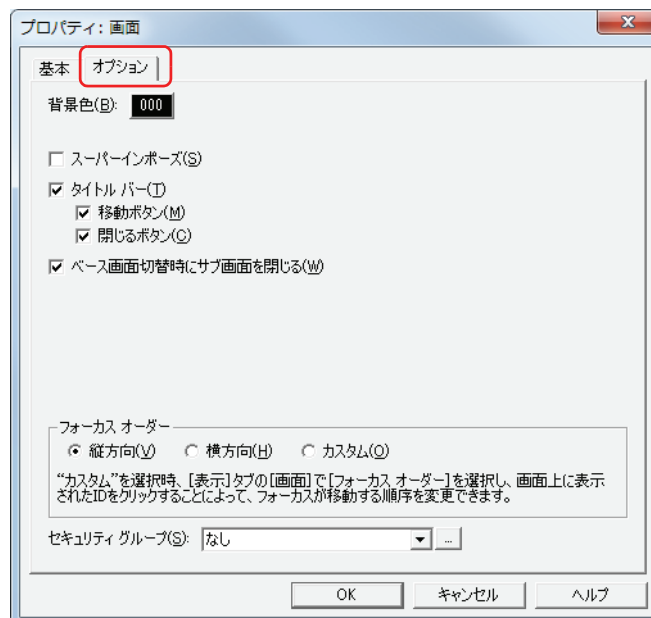 プロパティ: 画面
基本 オプション
背景色(B): 000
スーパーインポーズ(S)
タイトル バー(T)
移動ボタン(M)
閉じるボタン(C)
ベース画面切替時にサブ画面を閉じる(W)
フォーカス オーダー
縦方向(V) 横方向(H) カスタム(O)
“カスタム”を選択時、[表示]タブの[画面]で[フォーカス オーダー]を選択し、画面上に表示
されたIDをクリックすることによって、フォーカスが移動する順序を変更できます。
セキュリティ グループ(S): なし ...
OK キャンセル ヘルプ